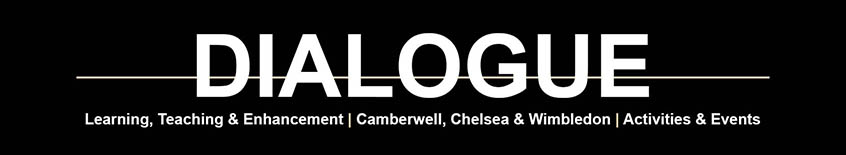 DIALOGUE
Learning, Teaching & Enhancement | Camberwell, Chelsea & Wimbledon | Activities & Events